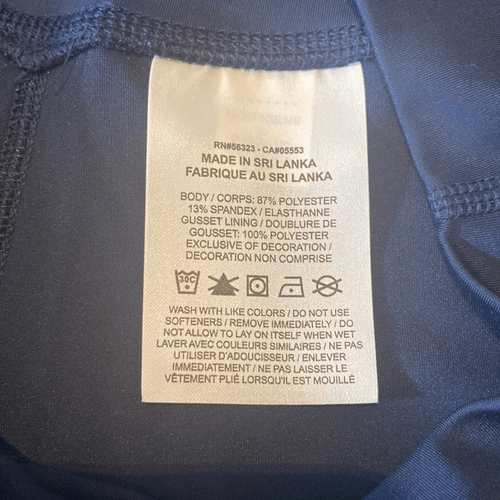 RN#56323 - CA#05553
MADE IN SRI LANKA
FABRIQUE AU SRI LANKA
BODY / CORPS: 87% POLYESTER
13% SPANDEX / ELASTHANNE
GUSSET LINING / DOUBLURE DE
GOUSSET: 100% POLYESTER
EXCLUSIVE OF DECORATION /
DECORATION NON COMPRISE
30C
WASH WITH LIKE COLORS / DO NOT USE
SOFTENERS / REMOVE IMMEDIATELY / DO
NOT ALLOW TO LAY ON ITSELF WHEN WET
LAVER AVEC COULEURS SIMILAIRES / NE PAS
UTILISER D'ADOUCISSEUR / ENLEVER
IMMEDIATEMENT / NE PAS LAISSER LE
VÊTEMENT PLIÉ LORSQU'IL EST MOUILLÉ